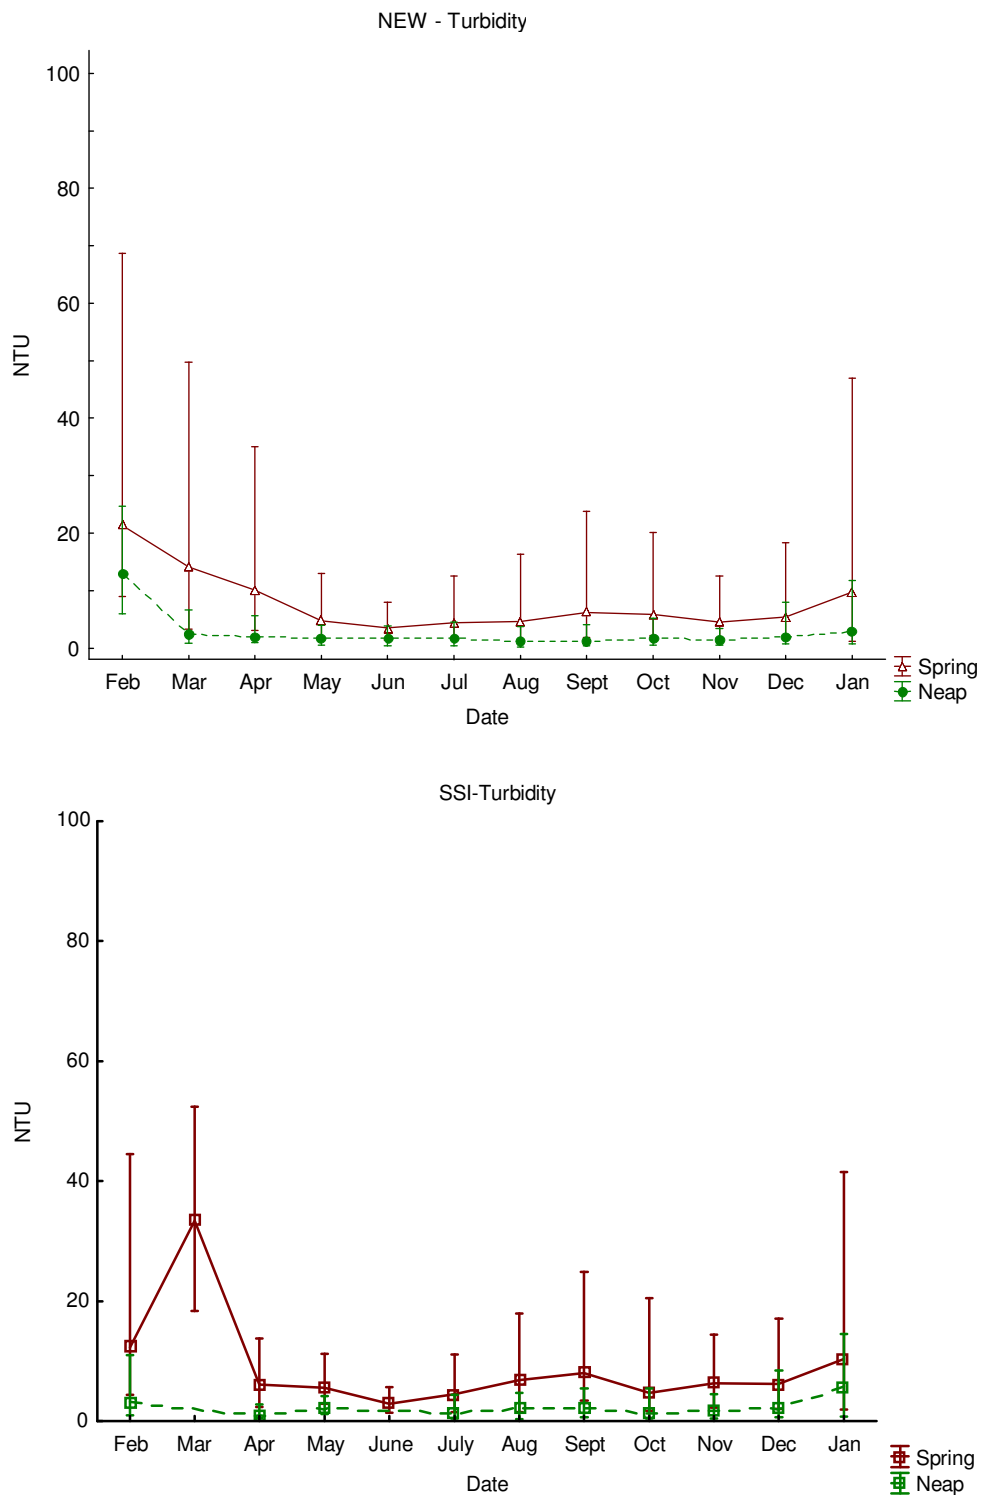 NEW - Turbidity
100
80
60
40
20
0
NTU
Feb Mar Apr May Jun Jul Aug Sept Oct Nov Dec Jan
Date
Spring
Neap
SSI-Turbidity
100
80
60
40
20
0
NTU
Feb Mar Apr May June July Aug Sept Oct Nov Dec Jan
Date
Spring
Neap